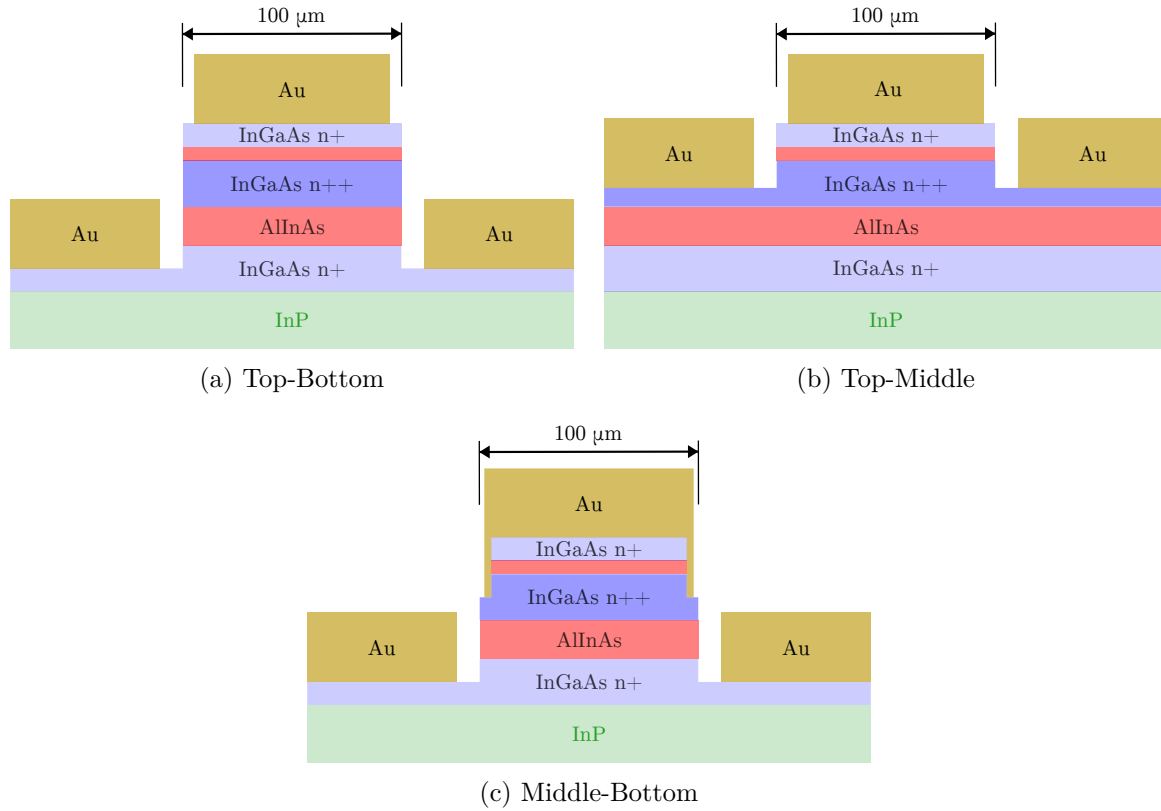 100 µm
Au
InGaAs n+
InGaAs n++
Au
AlInAs
Au
InGaAs n+
InP
(a) Top-Bottom
100 µm
Au
InGaAs n+
Au
Au
InGaAs n++
AlInAs
InGaAs n+
InP
(b) Top-Middle
100 µm
Au
InGaAs n+
InGaAs n++
Au
AlInAs
Au
InGaAs n+
InP
(c) Middle-Bottom